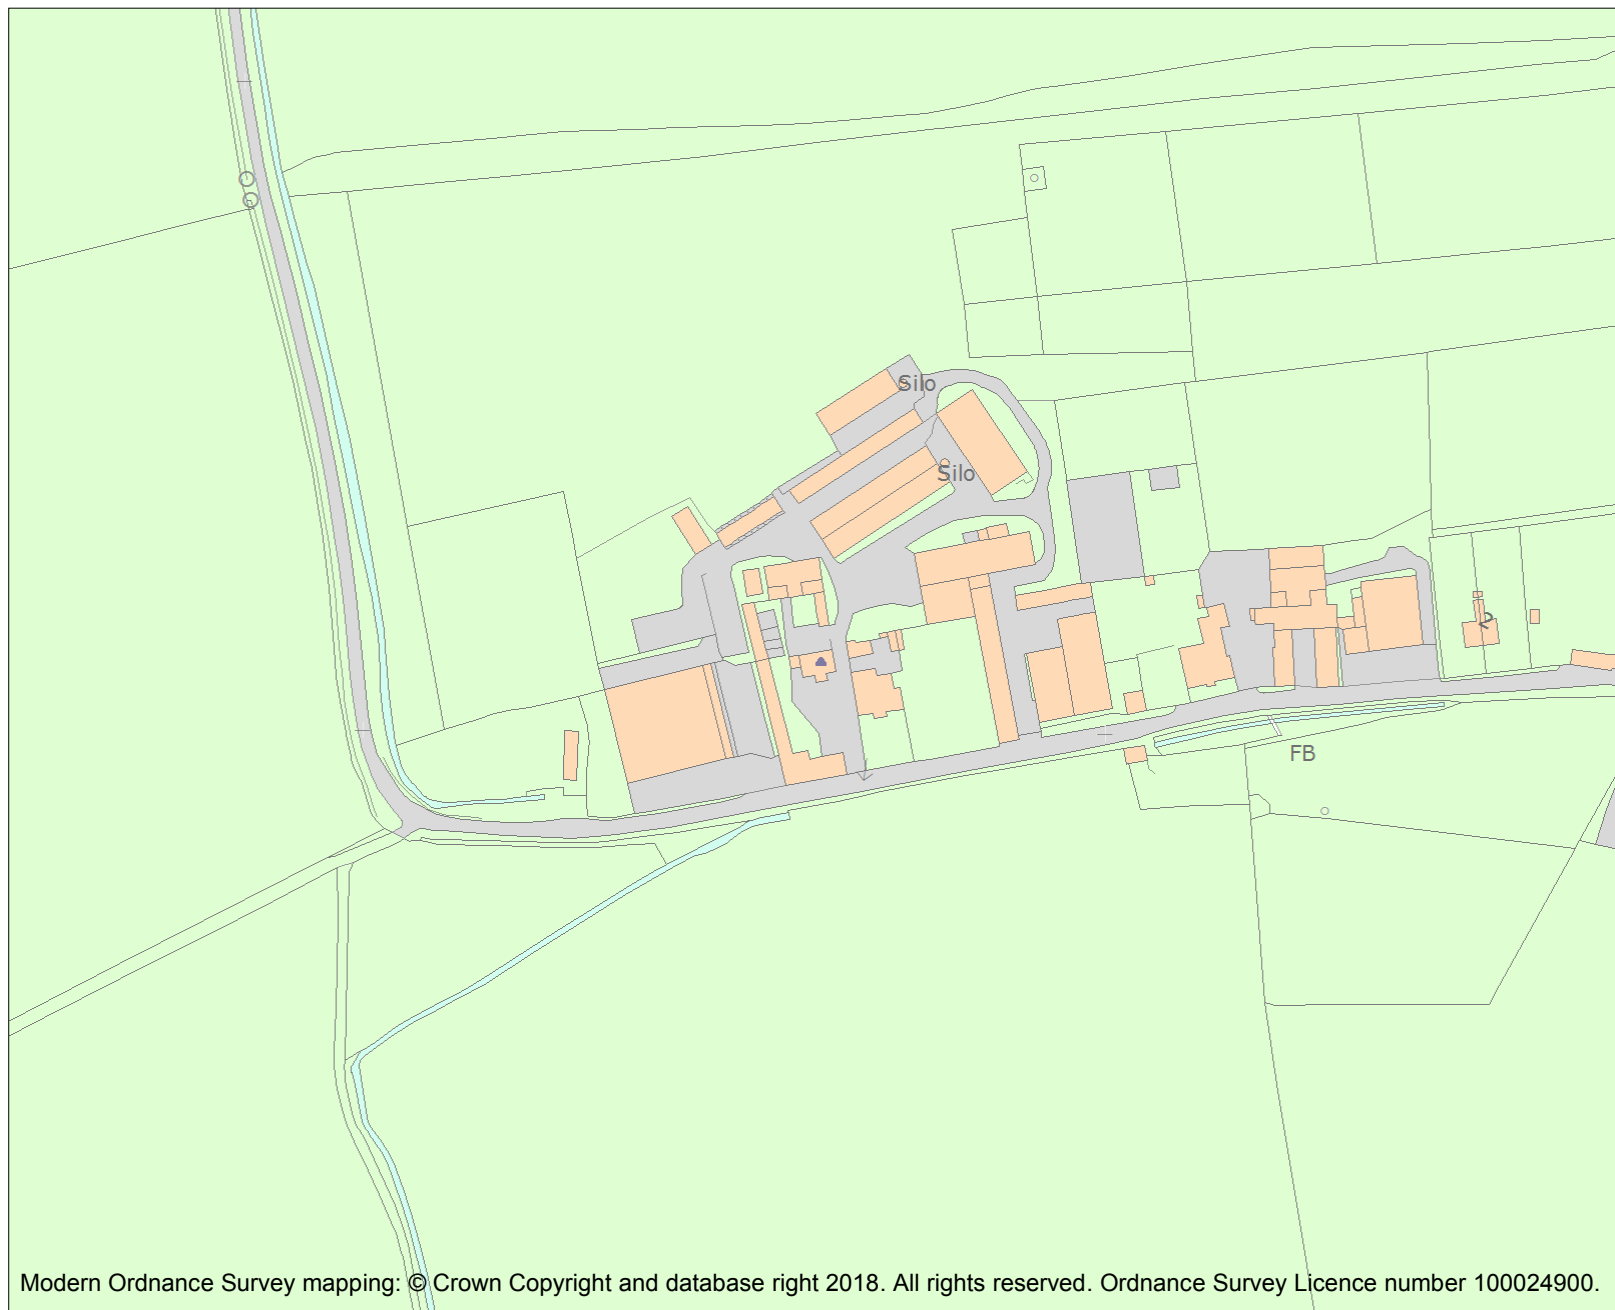 Silo
Silo
2
FB
Modern Ordnance Survey mapping: © Crown Copyright and database right 2018. All rights reserved. Ordnance Survey Licence number 100024900.